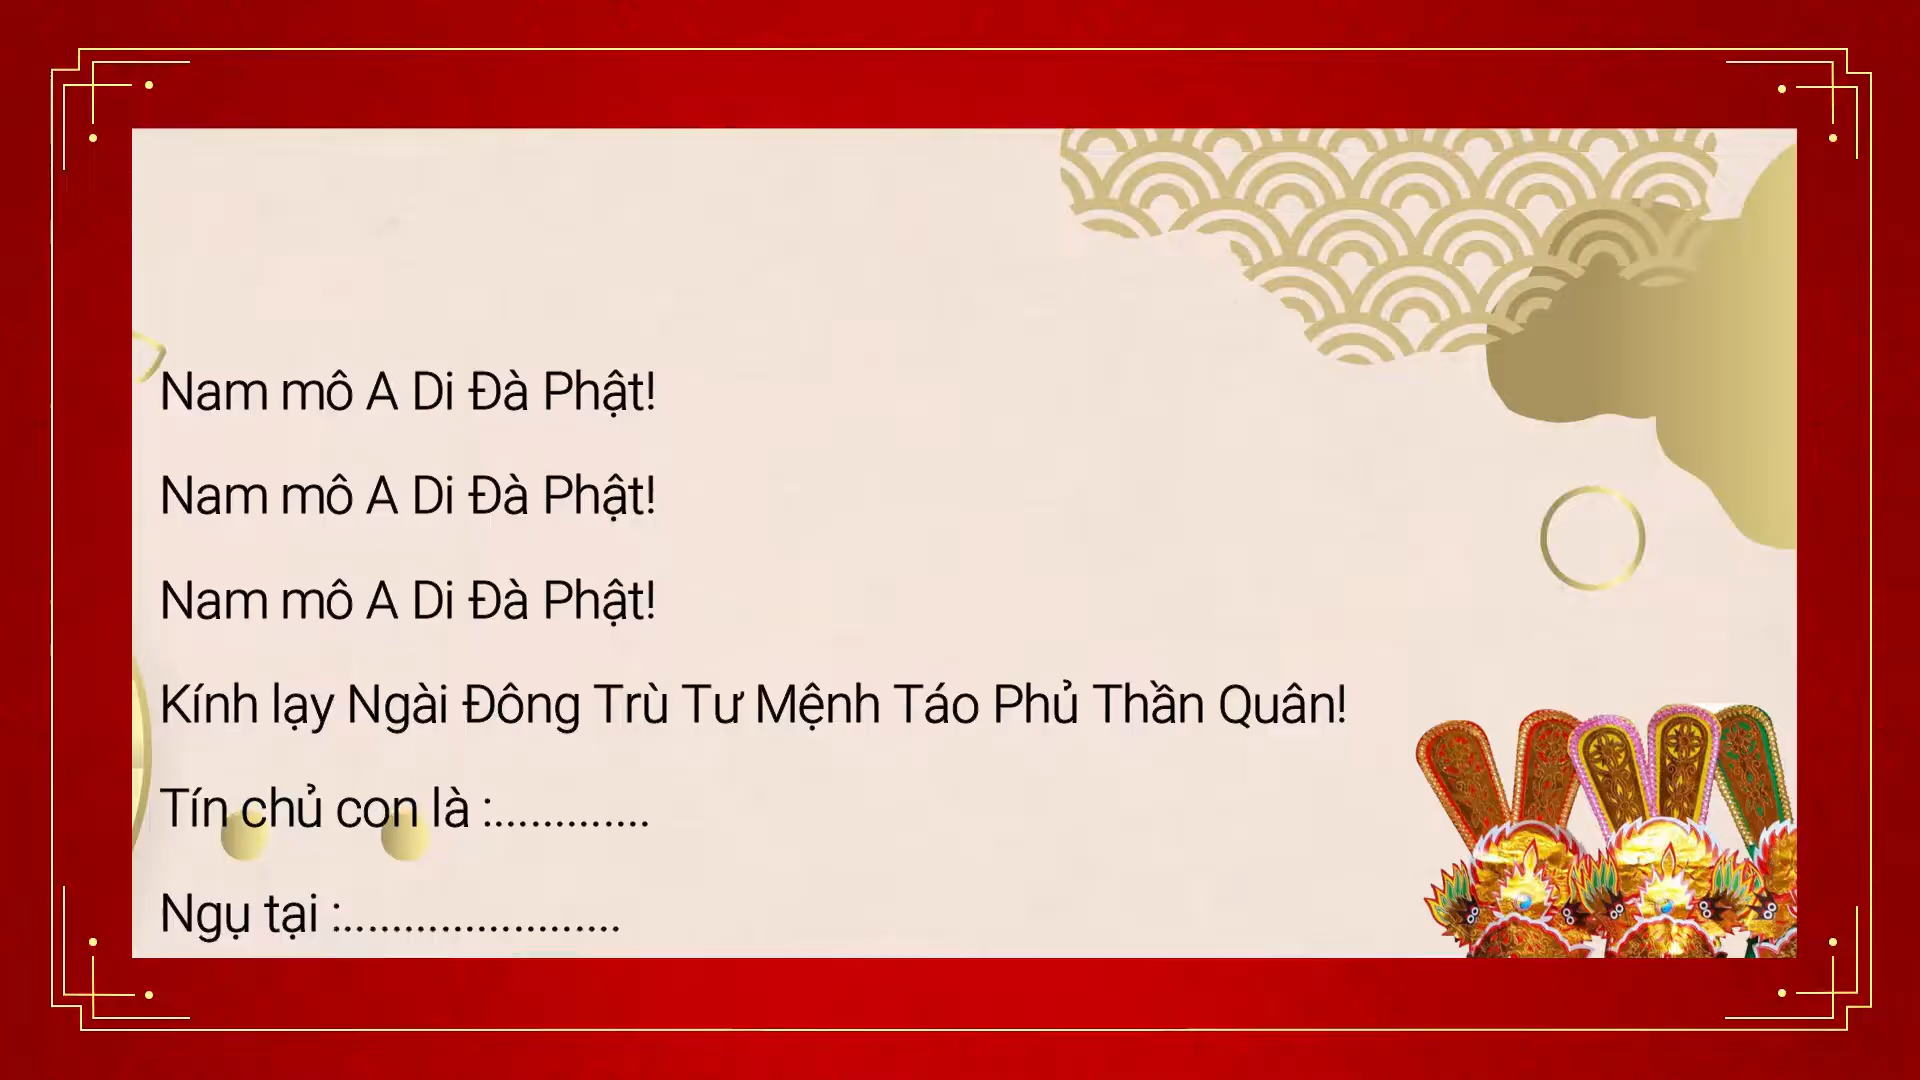 Nam mô A Di Đà Phật!
Nam mô A Di Đà Phật!
Nam mô A Di Đà Phật!
Kính lạy Ngài Đông Trù Tư Mệnh Táo Phủ Thần Quân!
Tín chủ con là :.............
Ngụ tại :.......................